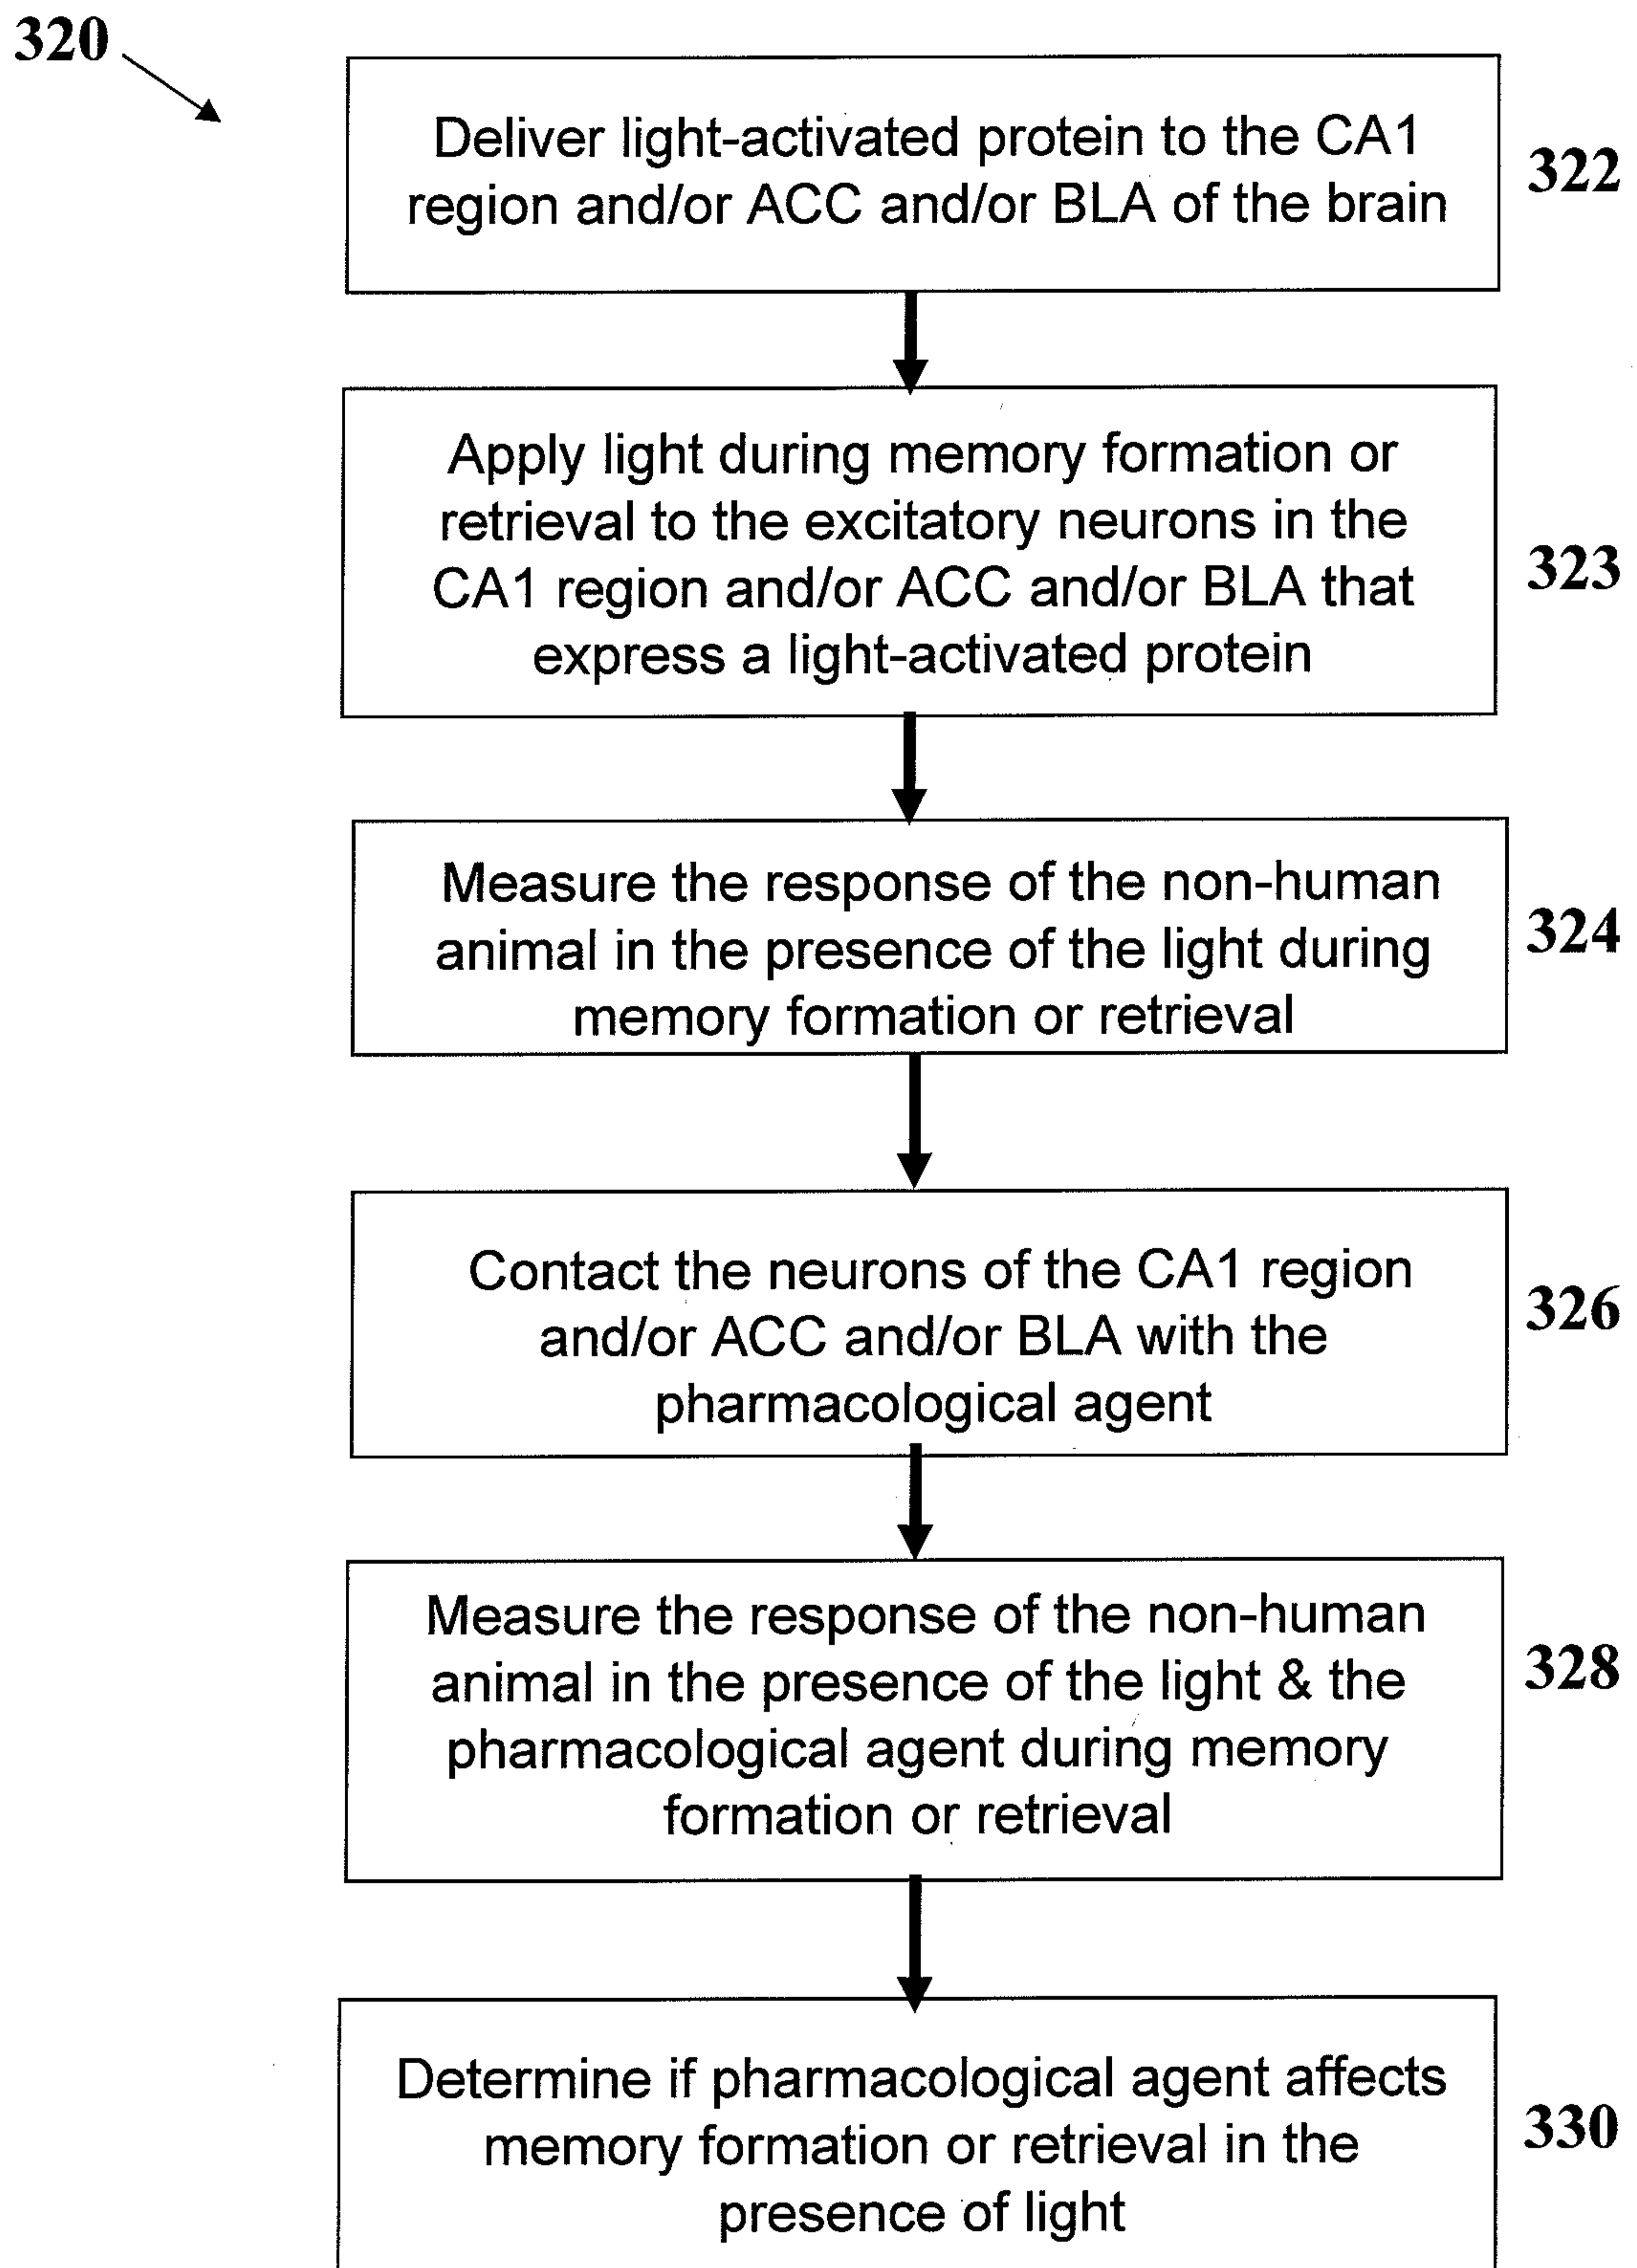 320
Deliver light-activated protein to the CA1
region and/or ACC and/or BLA of the brain
322
Apply light during memory formation or
retrieval to the excitatory neurons in the
CA1 region and/or ACC and/or BLA that
express a light-activated protein
323
Measure the response of the non-human
animal in the presence of the light during
memory formation or retrieval
324
Contact the neurons of the CA1 region
and/or ACC and/or BLA with the
pharmacological agent
326
Measure the response of the non-human
animal in the presence of the light & the
pharmacological agent during memory
formation or retrieval
328
Determine if pharmacological agent affects
memory formation or retrieval in the
presence of light
330